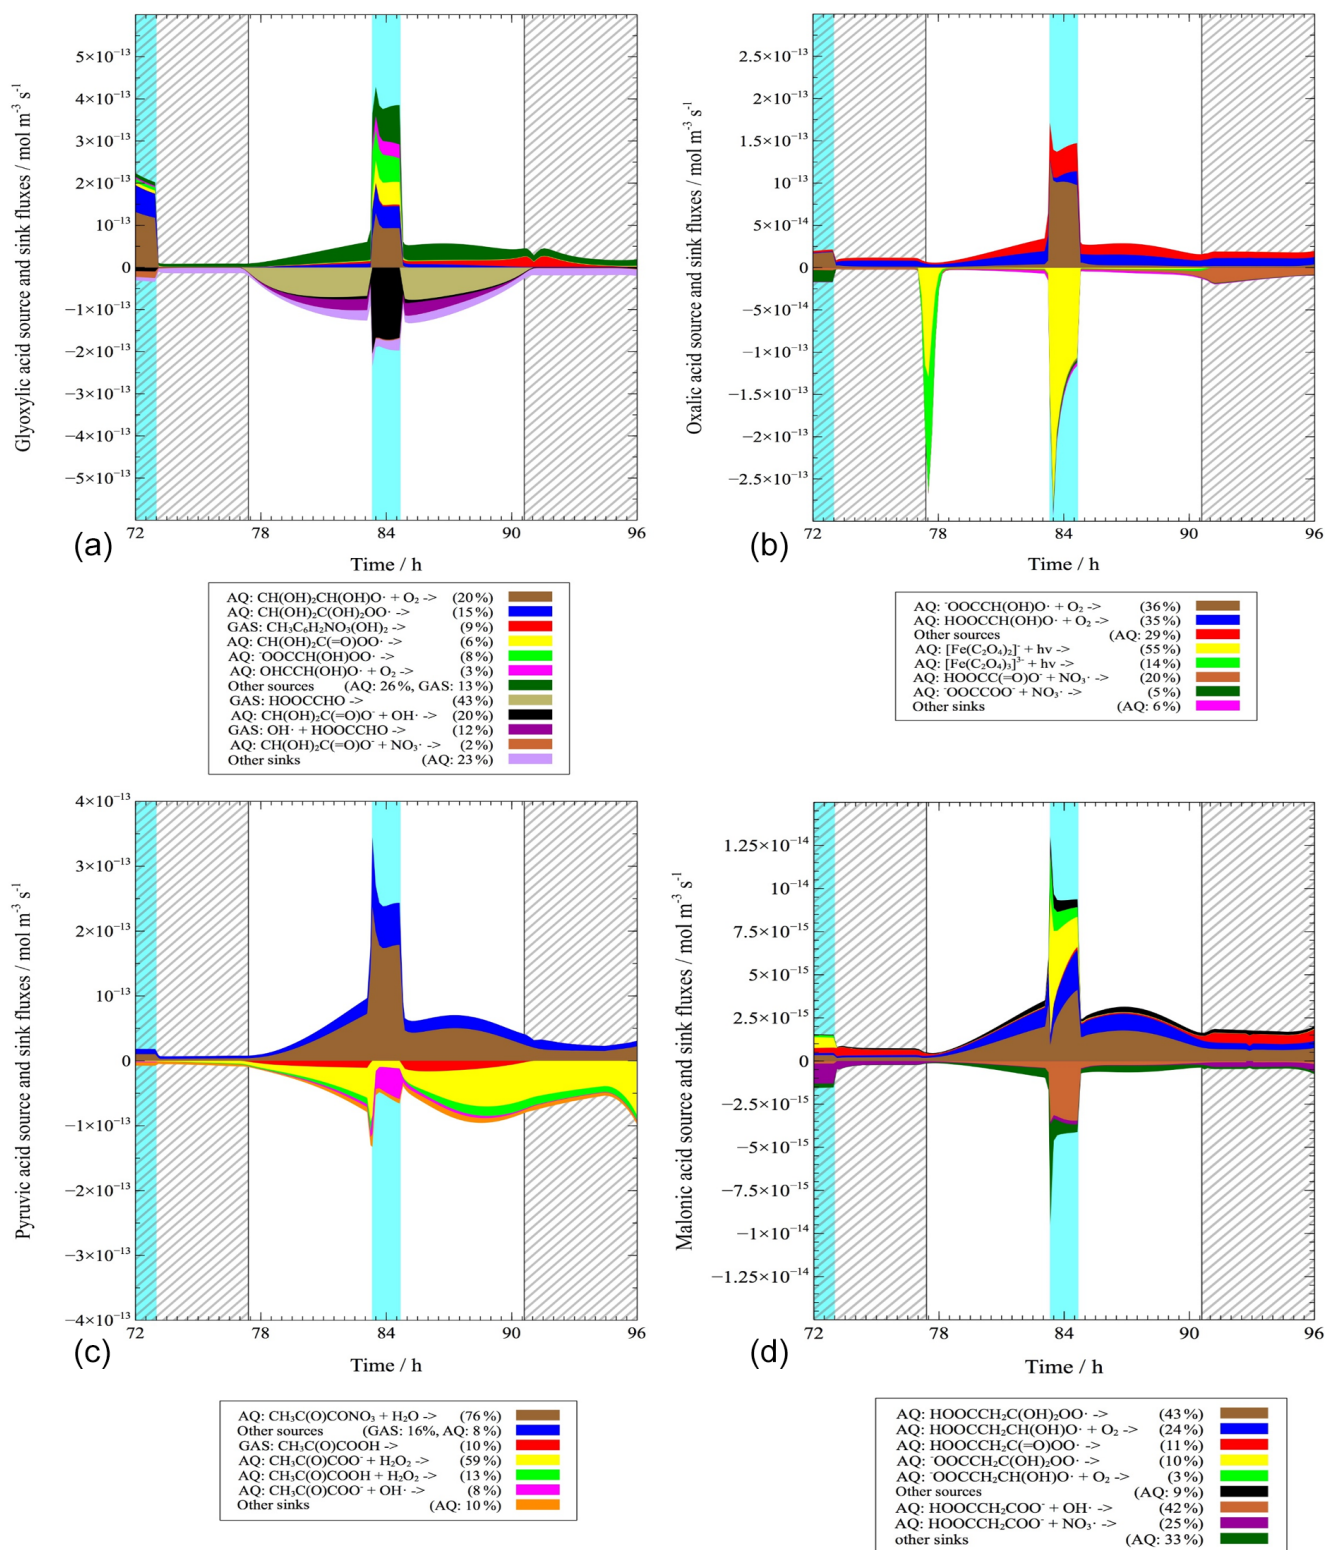 Glyoxylic acid source and sink fluxes / mol m⁻³ s⁻¹
5×10⁻¹³
4×10⁻¹³
3×10⁻¹³
2×10⁻¹³
1×10⁻¹³
0
−1×10⁻¹³
−2×10⁻¹³
−3×10⁻¹³
−4×10⁻¹³
−5×10⁻¹³
72 78 84 90 96
(a)
Time / h
AQ: CH(OH)₂CH(OH)O· + O₂ -> (20 %)
AQ: CH(OH)₂C(OH)₂OO· -> (15 %)
GAS: CH₃C₆H₂NO₃(OH)₂ -> (9 %)
AQ: CH(OH)₂C(=O)OO· -> (6 %)
AQ: ⁻OOCCH(OH)OO· -> (8 %)
AQ: OHCCH(OH)O· + O₂ -> (3 %)
Other sources (AQ: 26 %, GAS: 13 %)
GAS: HOOCCHO -> (43 %)
AQ: CH(OH)₂C(=O)O⁻ + OH· -> (20 %)
GAS: OH· + HOOCCHO -> (12 %)
AQ: CH(OH)₂C(=O)O⁻ + NO₃· -> (2 %)
Other sinks (AQ: 23 %)
Oxalic acid source and sink fluxes / mol m⁻³ s⁻¹
2.5×10⁻¹³
2×10⁻¹³
1.5×10⁻¹³
1×10⁻¹³
5×10⁻¹⁴
0
−5×10⁻¹⁴
−1×10⁻¹³
−1.5×10⁻¹³
−2×10⁻¹³
−2.5×10⁻¹³
72 78 84 90 96
(b)
Time / h
AQ: ⁻OOCCH(OH)O· + O₂ -> (36 %)
AQ: HOOCCH(OH)O· + O₂ -> (35 %)
Other sources (AQ: 29 %)
AQ: [Fe(C₂O₄)₂]⁻ + hν -> (55 %)
AQ: [Fe(C₂O₄)₃]³⁻ + hν -> (14 %)
AQ: HOOCC(=O)O⁻ + NO₃· -> (20 %)
AQ: ⁻OOCCOO⁻ + NO₃· -> (5 %)
Other sinks (AQ: 6 %)
Pyruvic acid source and sink fluxes / mol m⁻³ s⁻¹
4×10⁻¹³
3×10⁻¹³
2×10⁻¹³
10×10⁻¹³
0
−1×10⁻¹³
−2×10⁻¹³
−3×10⁻¹³
−4×10⁻¹³
72 78 84 90 96
(c)
Time / h
AQ: CH₃C(O)CONO₃ + H₂O -> (76 %)
Other sources (GAS: 16%, AQ: 8 %)
GAS: CH₃C(O)COOH -> (10 %)
AQ: CH₃C(O)COO⁻ + H₂O₂ -> (59 %)
AQ: CH₃C(O)COOH + H₂O₂ -> (13 %)
AQ: CH₃C(O)COO⁻ + OH· -> (8 %)
Other sinks (AQ: 10 %)
Malonic acid source and sink fluxes / mol m⁻³ s⁻¹
1.25×10⁻¹⁴
1×10⁻¹⁴
7.5×10⁻¹⁵
5×10⁻¹⁵
2.5×10⁻¹⁵
0
−2.5×10⁻¹⁵
−5×10⁻¹⁵
−7.5×10⁻¹⁵
−1×10⁻¹⁴
−1.25×10⁻¹⁴
72 78 84 90 96
(d)
Time / h
AQ: HOOCCH₂C(OH)₂OO· -> (43 %)
AQ: HOOCCH₂CH(OH)O· + O₂ -> (24 %)
AQ: HOOCCH₂C(=O)OO· -> (11 %)
AQ: ⁻OOCCH₂C(OH)₂OO· -> (10 %)
AQ: ⁻OOCCH₂CH(OH)O· + O₂ -> (3 %)
Other sources (AQ: 9 %)
AQ: HOOCCH₂COO⁻ + OH· -> (42 %)
AQ: HOOCCH₂COO⁻ + NO₃· -> (25 %)
other sinks (AQ: 33 %)